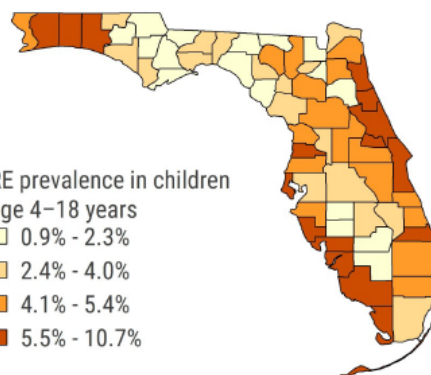 RE prevalence in children
ge 4–18 years
0.9% - 2.3%
2.4% - 4.0%
4.1% - 5.4%
5.5% - 10.7%